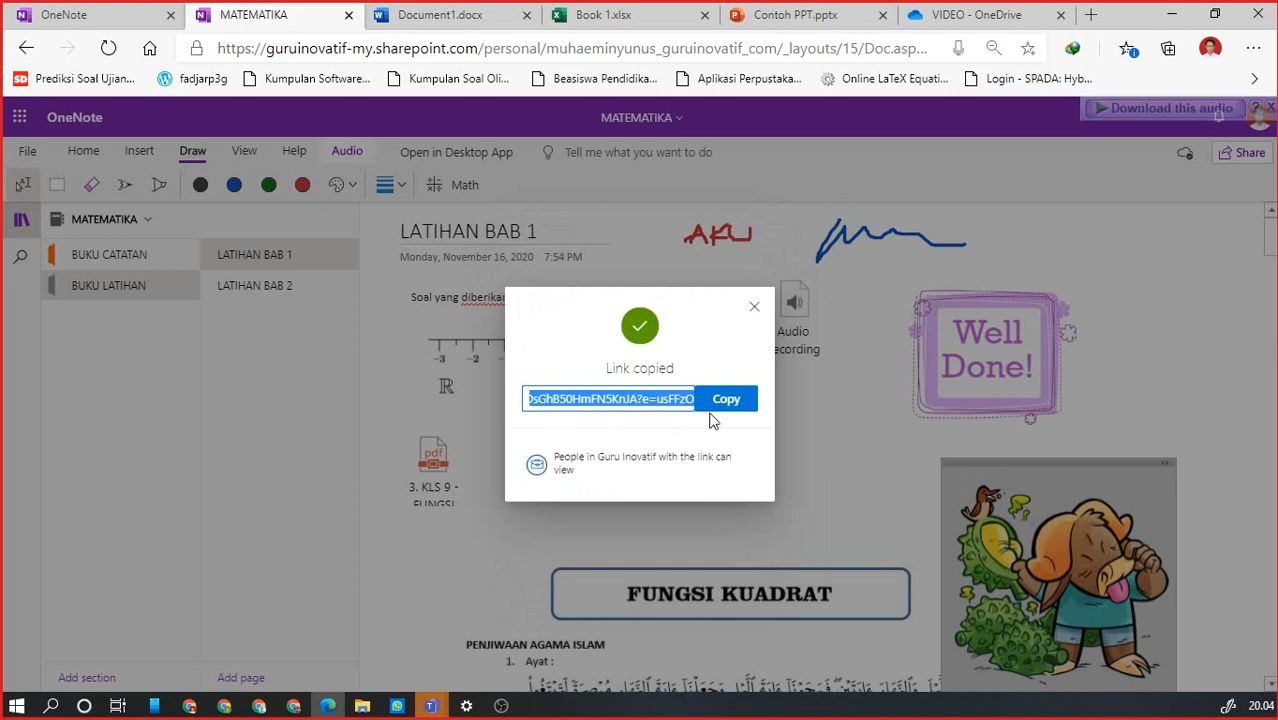 OneNote
MATEMATIKA
Document1.docx
Book 1.xlsx
Contoh PPT.pptx
VIDEO - OneDrive
https://guruinovatif-my.sharepoint.com/personal/muhaeminyunus_guruinovatif_com/_layouts/15/Doc.asp...
Prediksi Soal Ujian...
fadjarp3g
Kumpulan Software...
Kumpulan Soal Oli...
Beasiswa Pendidika...
Aplikasi Perpustaka...
Online LaTeX Equati...
Login - SPADA: Hyb...
OneNote
MATEMATIKA
Download this audio ? X
File Home Insert Draw View Help Audio Open in Desktop App Tell me what you want to do Share
Math
MATEMATIKA
BUKU CATATAN
BUKU LATIHAN
LATIHAN BAB 1
LATIHAN BAB 2
LATIHAN BAB 1
AKU
Monday, November 16, 2020 7:54 PM
Soal yang diberikan
-3 -2
ℝ
Audio
Well
Done!
Link copied
sGhB50HmFN5KnJA?e=usFFzO
Copy
People in Guru Inovatif with the link can
view
pdf
3. KLS 9 -
FUNGSI
FUNGSI KUADRAT
PENJIWAAN AGAMA ISLAM
1. Ayat :
Add section
Add page
20.04